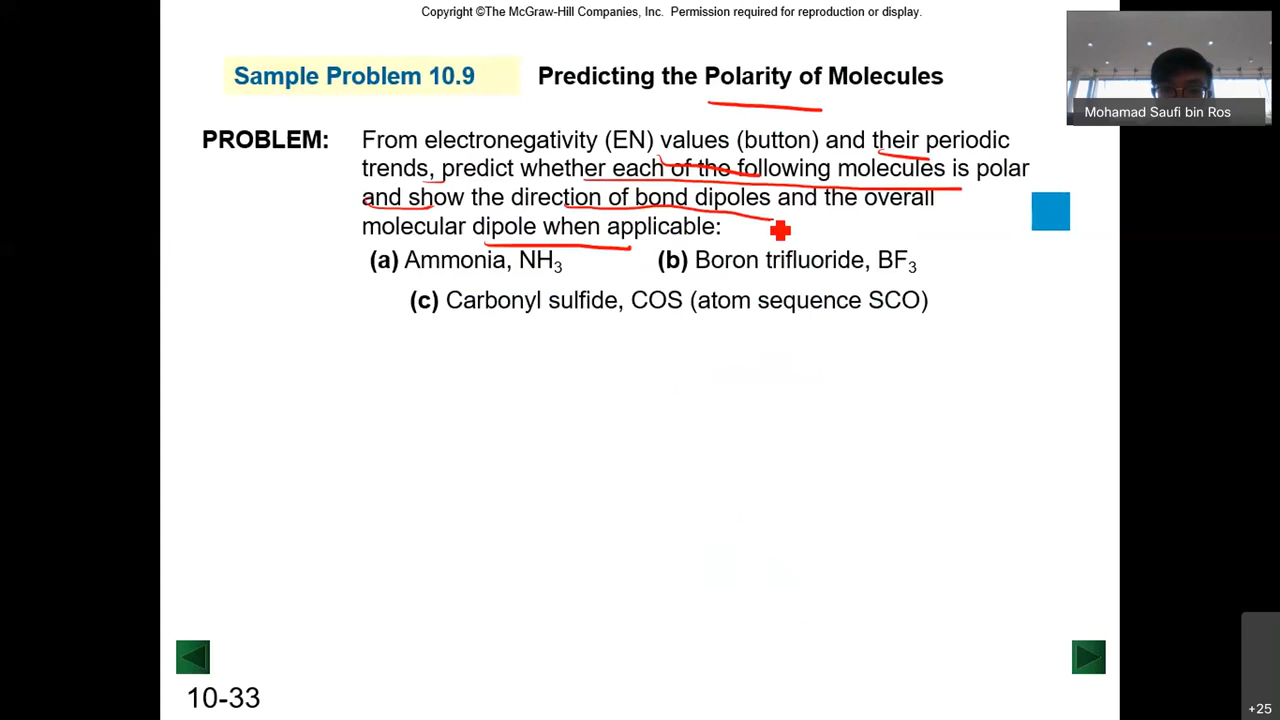 Copyright ©The McGraw-Hill Companies, Inc. Permission required for reproduction or display.
Sample Problem 10.9 Predicting the Polarity of Molecules
Mohamad Saufi bin Ros
PROBLEM: From electronegativity (EN) values (button) and their periodic
trends, predict whether each of the following molecules is polar
and show the direction of bond dipoles and the overall
molecular dipole when applicable:
(a) Ammonia, NH₃ (b) Boron trifluoride, BF₃
(c) Carbonyl sulfide, COS (atom sequence SCO)
10-33
+25